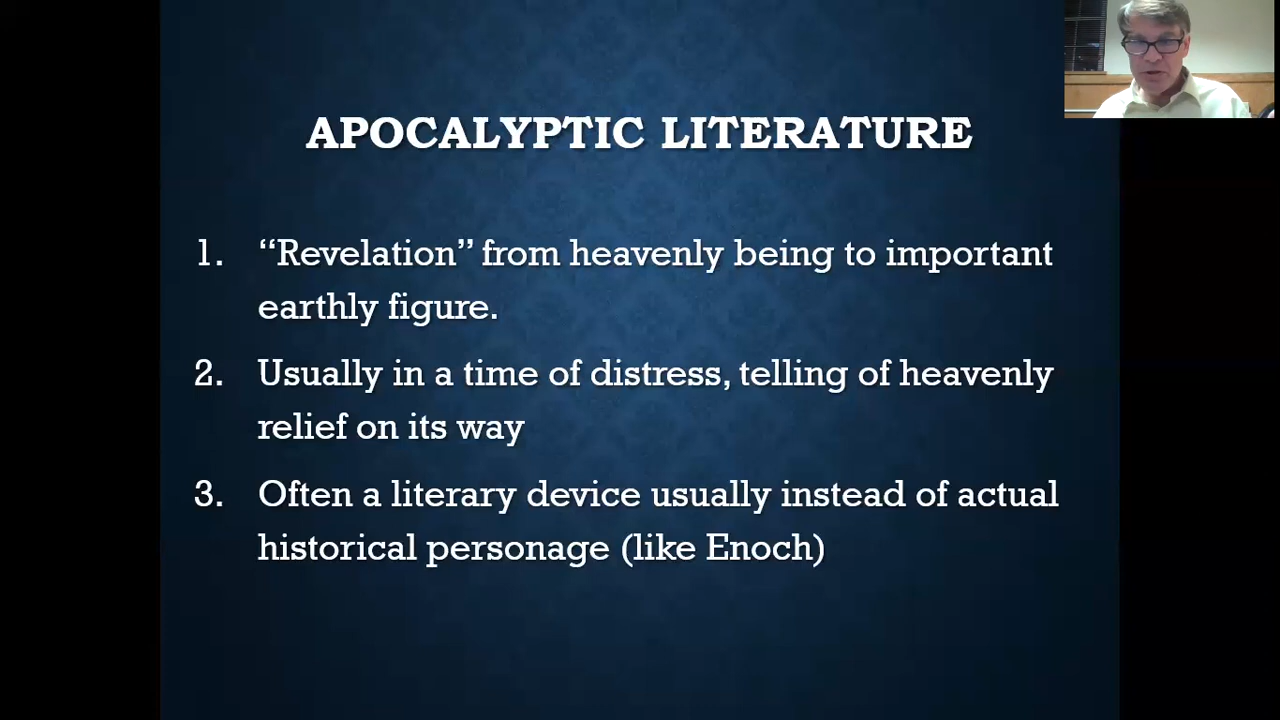 APOCALYPTIC LITERATURE
1. “Revelation” from heavenly being to important
earthly figure.
2. Usually in a time of distress, telling of heavenly
relief on its way
3. Often a literary device usually instead of actual
historical personage (like Enoch)